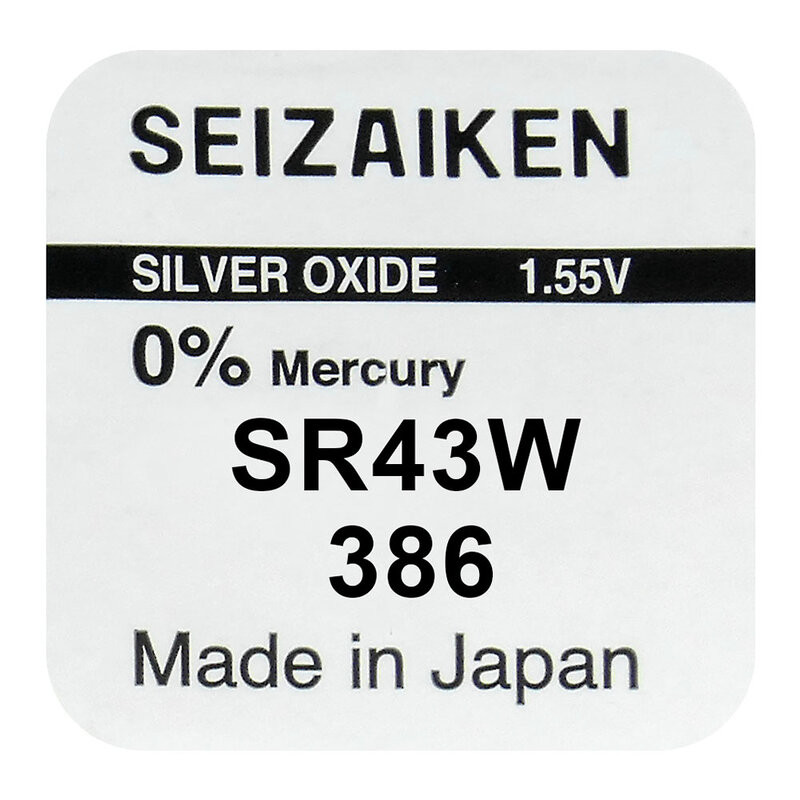 SEIZAIKEN
SILVER OXIDE 1.55V
0% Mercury
SR43W
386
Made in Japan